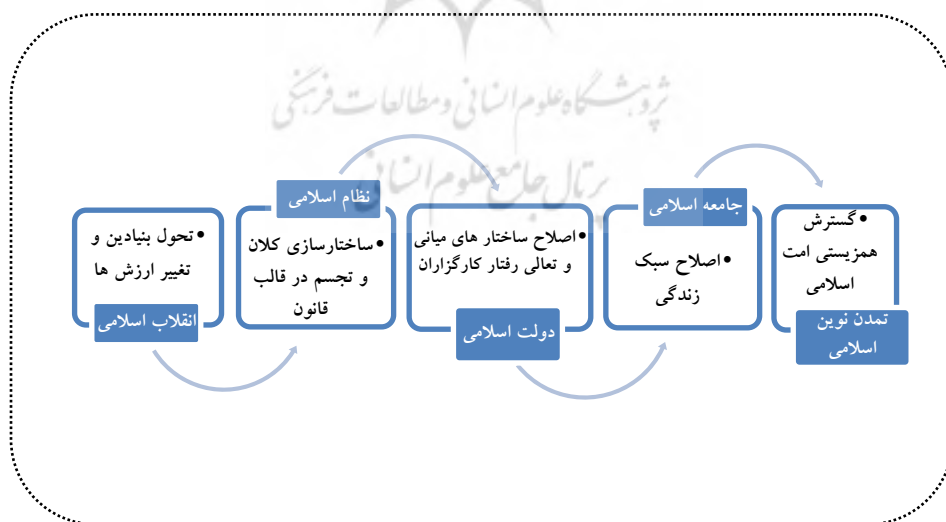 پژوهشگاه علوم انسانی و مطالعات فرهنگی
پرتال جامع علوم انسانی
•تحول بنیادین و
تغییر ارزش ها
انقلاب اسلامی
نظام اسلامی
•ساختارسازی کلان
و تجسم در قالب
قانون
•اصلاح ساختار های میانی
و تعالی رفتار کارگزاران
دولت اسلامی
جامعه اسلامی
•اصلاح سبک
زندگی
•گسترش
همزیستی امت
اسلامی
تمدن نوین
اسلامی